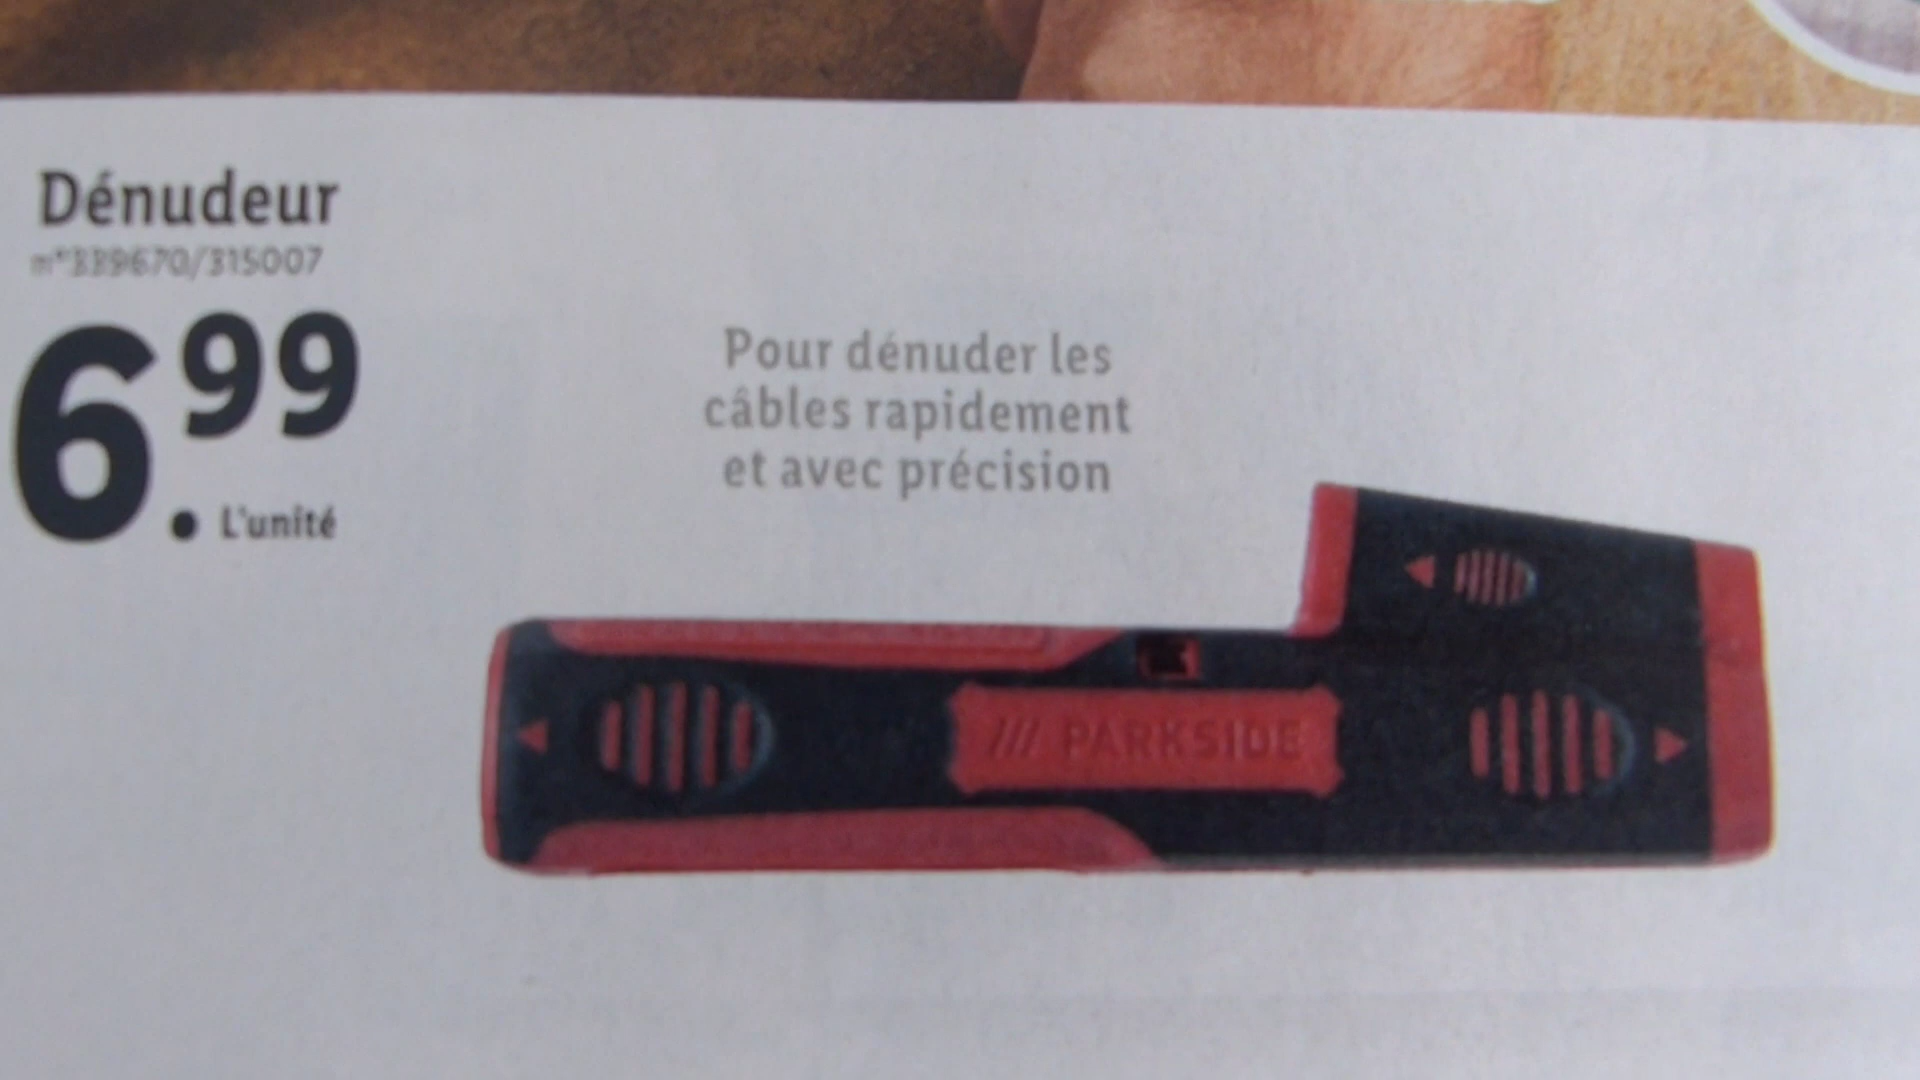 Dénudeur
n°339670/315007
6.99
L'unité
Pour dénuder les
câbles rapidement
et avec précision
/// PARKSIDE